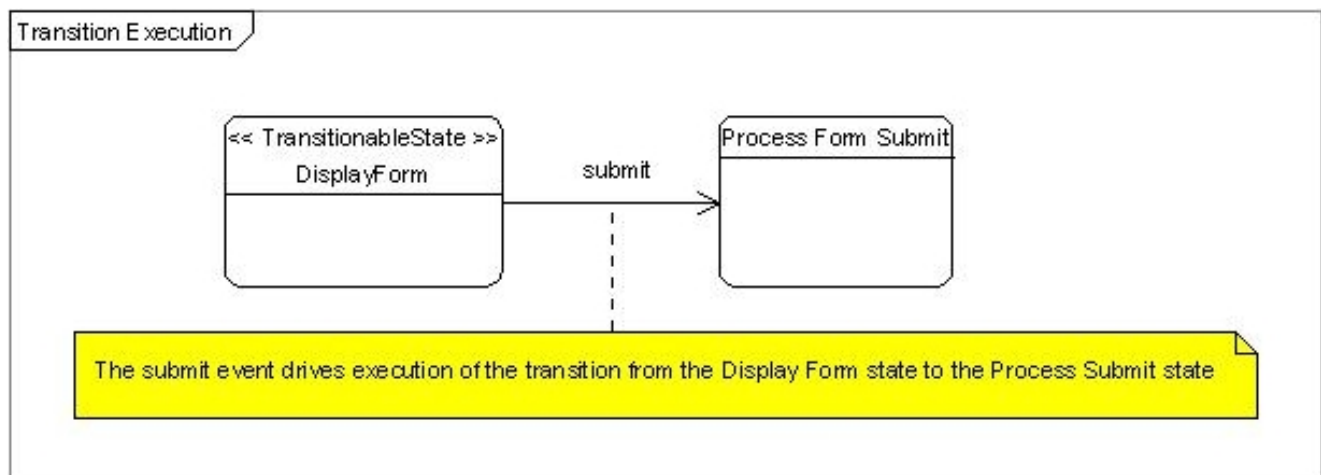 Transition Execution
<< TransitionableState >>
DisplayForm
submit
Process Form Submit
The submit event drives execution of the transition from the Display Form state to the Process Submit state